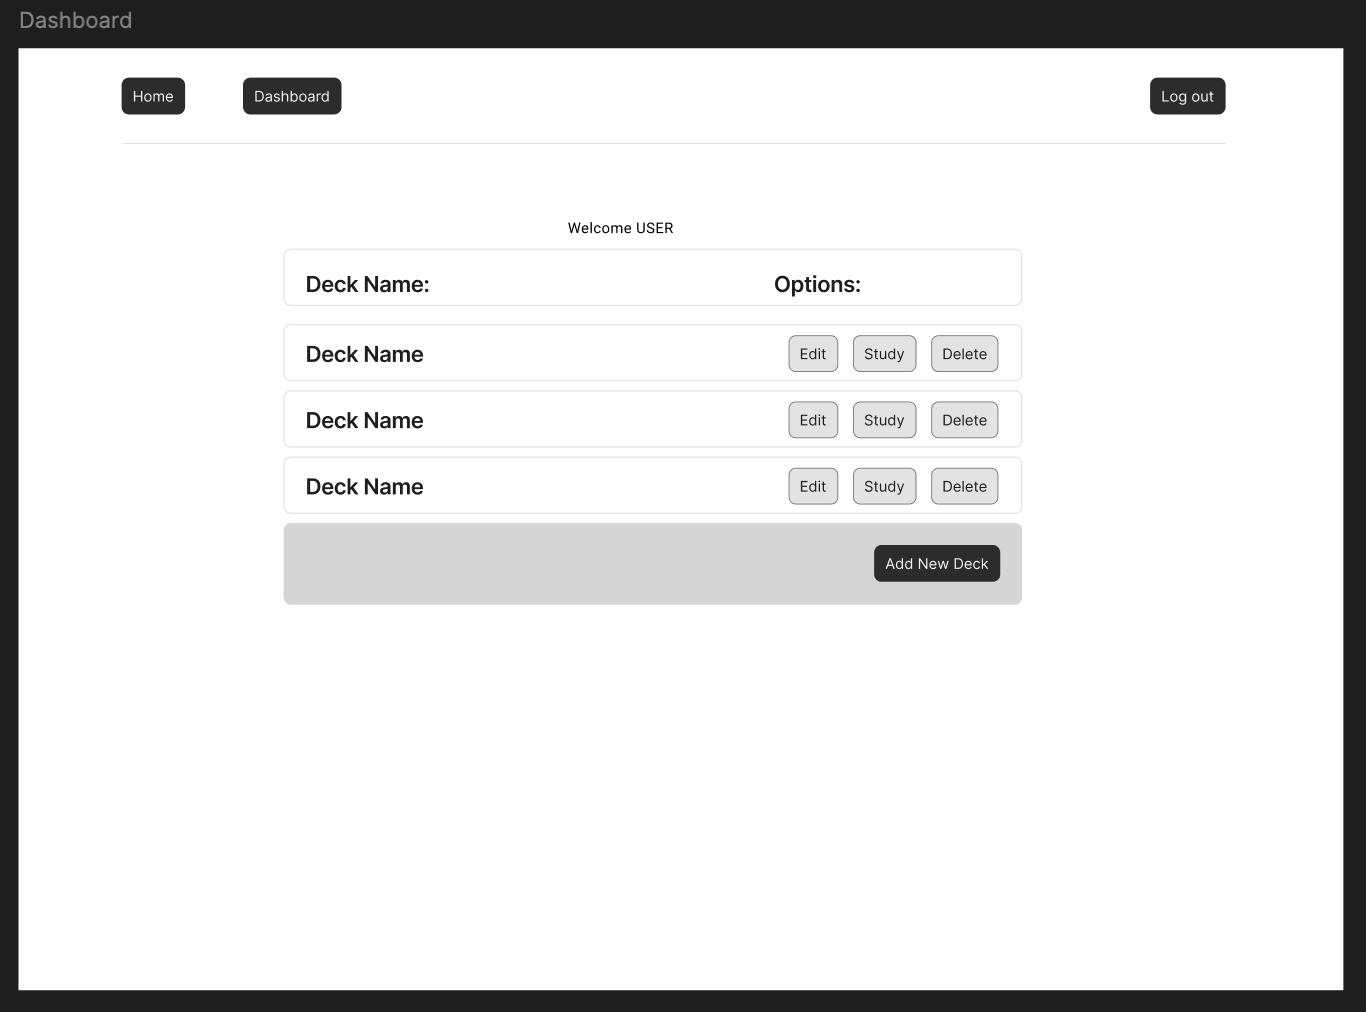 Dashboard
Home Dashboard Log out
Welcome USER
Deck Name: Options:
Deck Name Edit Study Delete
Deck Name Edit Study Delete
Deck Name Edit Study Delete
Add New Deck